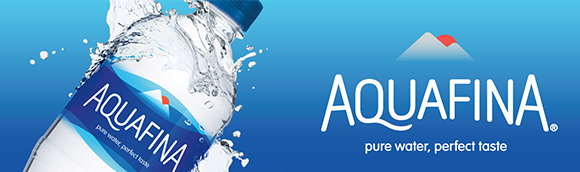 AQUAFINA
pure water, perfect taste
AQUAFINA®
pure water, perfect taste